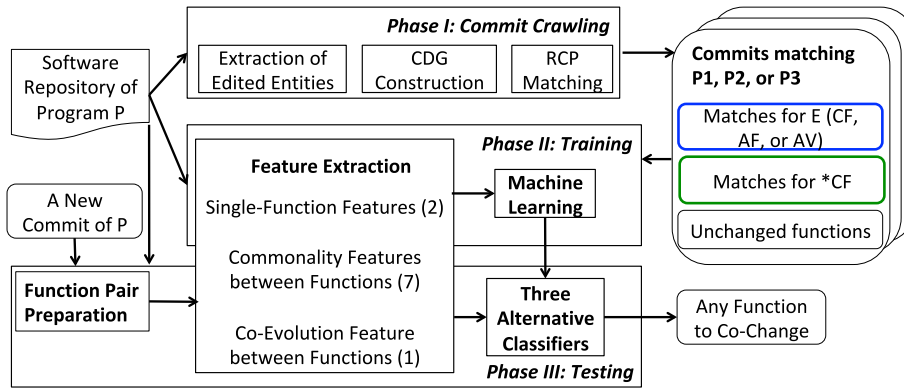 Software
Repository of
Program P
Phase I: Commit Crawling
Extraction of
Edited Entities
CDG
Construction
RCP
Matching
Commits matching
P1, P2, or P3
Matches for E (CF,
AF, or AV)
Matches for *CF
Unchanged functions
Phase II: Training
Feature Extraction
Single-Function Features (2)
Commonality Features
between Functions (7)
Co-Evolution Feature
between Functions (1)
Machine
Learning
A New
Commit of P
Function Pair
Preparation
Three
Alternative
Classifiers
Phase III: Testing
Any Function
to Co-Change